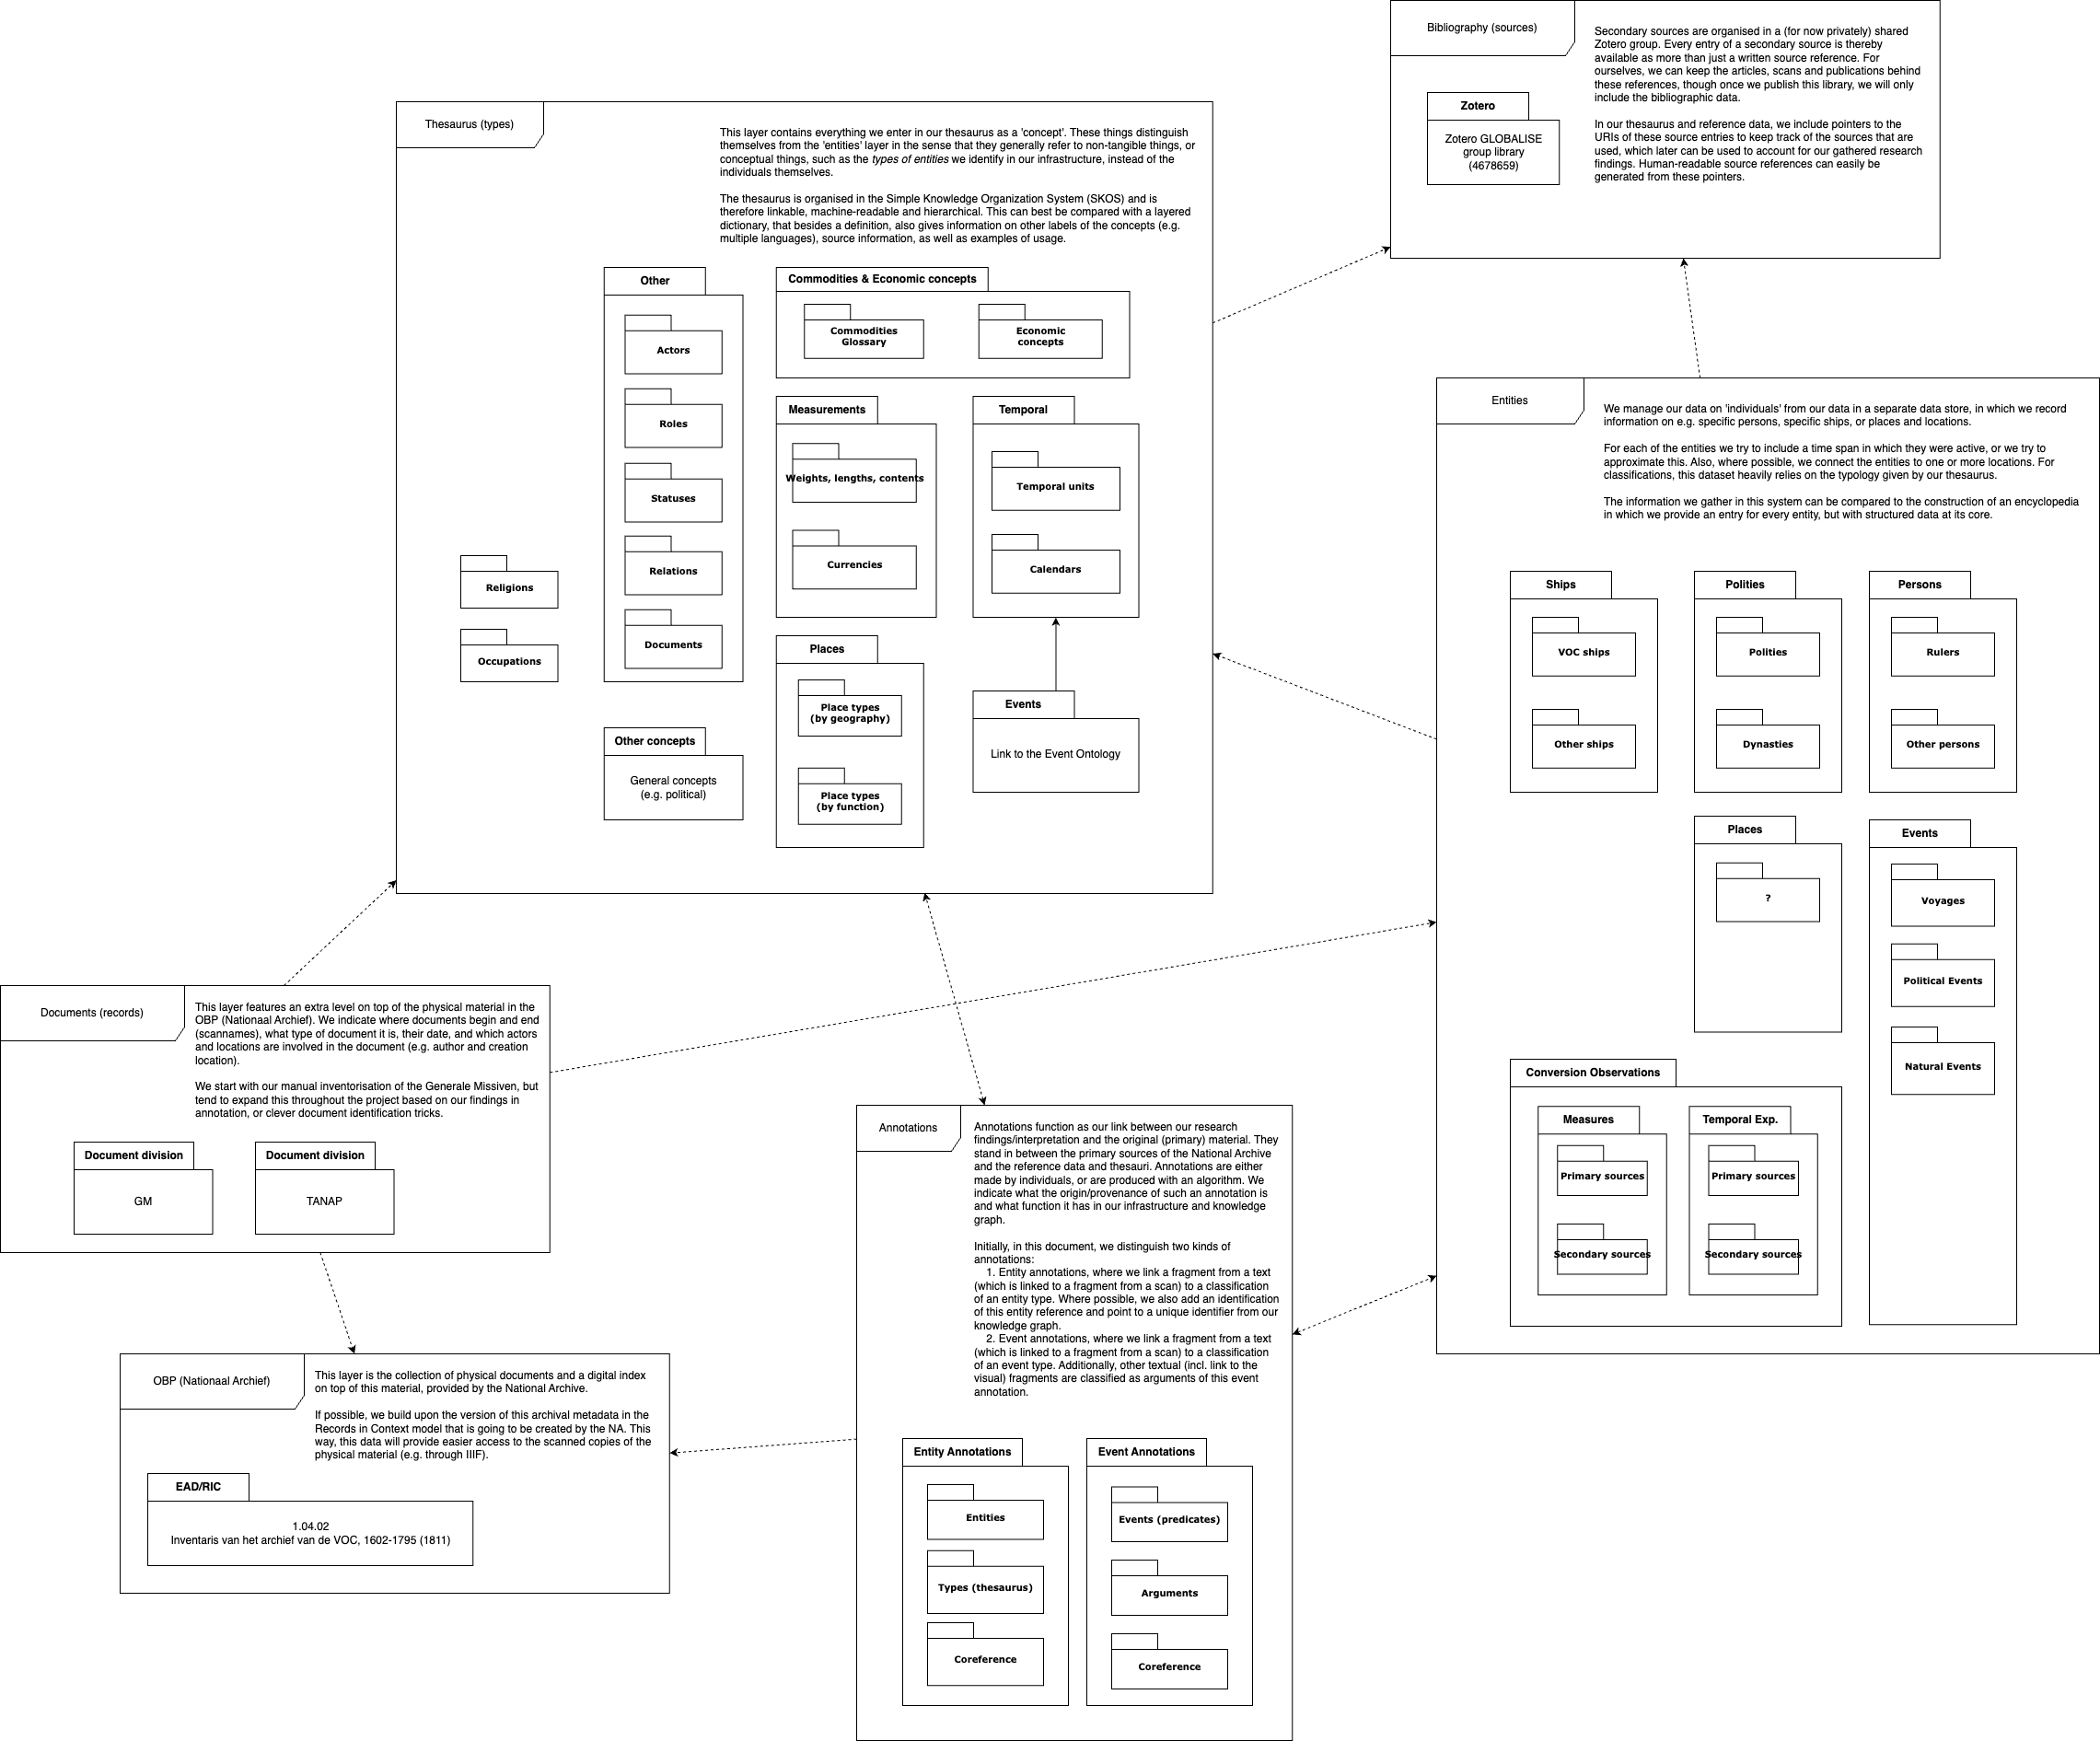 Bibliography (sources)
Secondary sources are organised in a (for now privately) shared
Zotero group. Every entry of a secondary source is thereby
available as more than just a written source reference. For
ourselves, we can keep the articles, scans and publications behind
these references, though once we publish this library, we will only
include the bibliographic data.
In our thesaurus and reference data, we include pointers to the
URIs of these source entries to keep track of the sources that are
used, which later can be used to account for our gathered research
findings. Human-readable source references can easily be
generated from these pointers.
Zotero
Zotero GLOBALISE
group library
(4678659)
Thesaurus (types)
This layer contains everything we enter in our thesaurus as a 'concept'. These things distinguish
themselves from the 'entities' layer in the sense that they generally refer to non-tangible things, or
conceptual things, such as the types of entities we identify in our infrastructure, instead of the
individuals themselves.
The thesaurus is organised in the Simple Knowledge Organization System (SKOS) and is
therefore linkable, machine-readable and hierarchical. This can best be compared with a layered
dictionary, that besides a definition, also gives information on other labels of the concepts (e.g.
multiple languages), source information, as well as examples of usage.
Other
Actors
Roles
Statuses
Relations
Documents
Commodities & Economic concepts
Commodities
Glossary
Economic
concepts
Measurements
Weights, lengths, contents
Currencies
Temporal
Temporal units
Calendars
Religions
Occupations
Places
Place types
(by geography)
Place types
(by function)
Events
Link to the Event Ontology
Other concepts
General concepts
(e.g. political)
Entities
We manage our data on 'individuals' from our data in a separate data store, in which we record
information on e.g. specific persons, specific ships, or places and locations.
For each of the entities we try to include a time span in which they were active, or we try to
approximate this. Also, where possible, we connect the entities to one or more locations. For
classifications, this dataset heavily relies on the typology given by our thesaurus.
The information we gather in this system can be compared to the construction of an encyclopedia
in which we provide an entry for every entity, but with structured data at its core.
Ships
VOC ships
Other ships
Polities
Polities
Dynasties
Persons
Rulers
Other persons
Places
?
Events
Voyages
Political Events
Natural Events
Conversion Observations
Measures
Primary sources
Secondary sources
Temporal Exp.
Primary sources
Secondary sources
Documents (records)
This layer features an extra level on top of the physical material in the
OBP (Nationaal Archief). We indicate where documents begin and end
(scannames), what type of document it is, their date, and which actors
and locations are involved in the document (e.g. author and creation
location).
We start with our manual inventorisation of the Generale Missiven, but
tend to expand this throughout the project based on our findings in
annotation, or clever document identification tricks.
Document division
GM
Document division
TANAP
Annotations
Annotations function as our link between our research
findings/interpretation and the original (primary) material. They
stand in between the primary sources of the National Archive
and the reference data and thesauri. Annotations are either
made by individuals, or are produced with an algorithm. We
indicate what the origin/provenance of such an annotation is
and what function it has in our infrastructure and knowledge
graph.
Initially, in this document, we distinguish two kinds of
annotations:
1. Entity annotations, where we link a fragment from a text
(which is linked to a fragment from a scan) to a classification
of an entity type. Where possible, we also add an identification
of this entity reference and point to a unique identifier from our
knowledge graph.
2. Event annotations, where we link a fragment from a text
(which is linked to a fragment from a scan) to a classification
of an event type. Additionally, other textual (incl. link to the
visual) fragments are classified as arguments of this event
annotation.
Entity Annotations
Entities
Types (thesaurus)
Coreference
Event Annotations
Events (predicates)
Arguments
Coreference
OBP (Nationaal Archief)
This layer is the collection of physical documents and a digital index
on top of this material, provided by the National Archive.
If possible, we build upon the version of this archival metadata in the
Records in Context model that is going to be created by the NA. This
way, this data will provide easier access to the scanned copies of the
physical material (e.g. through IIIF).
EAD/RIC
1.04.02
Inventaris van het archief van de VOC, 1602-1795 (1811)